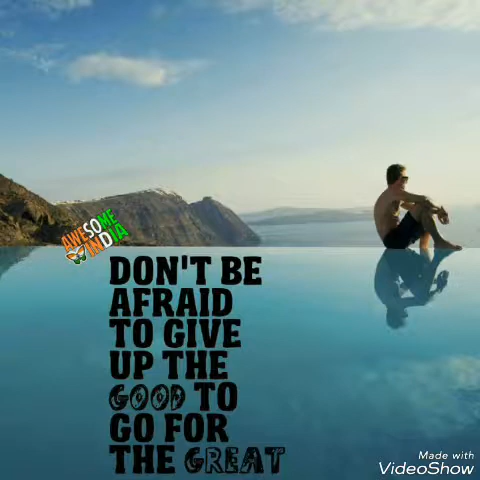 AWESOME
INDIA
DON'T BE
AFRAID
TO GIVE
UP THE
GOOD TO
GO FOR
THE GREAT
Made with
VideoShow